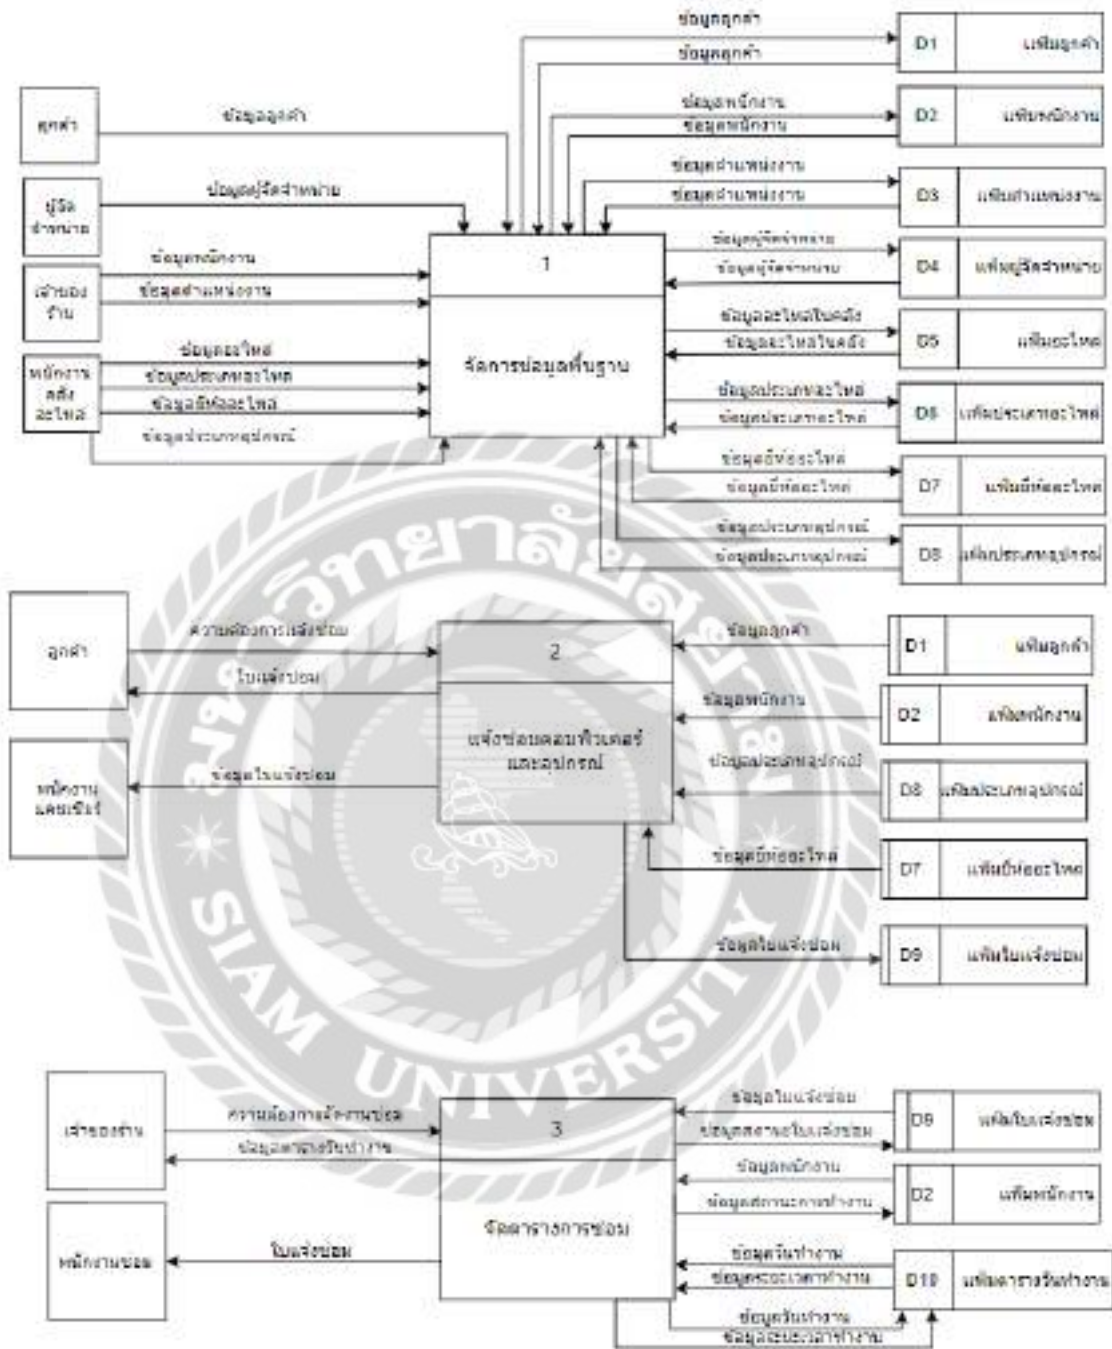 ข้อมูลลูกค้า
ข้อมูลลูกค้า
D1 แฟ้มลูกค้า
ลูกค้า
ข้อมูลลูกค้า
ข้อมูลพนักงาน
ข้อมูลพนักงาน
D2 แฟ้มพนักงาน
ผู้จัด
จำหน่าย
ข้อมูลผู้จัดจำหน่าย
ข้อมูลตำแหน่งงาน
ข้อมูลตำแหน่งงาน
D3 แฟ้มตำแหน่งงาน
เจ้าของ
ร้าน
ข้อมูลพนักงาน
ข้อมูลตำแหน่งงาน
1
จัดการข้อมูลพื้นฐาน
ข้อมูลผู้จัดจำหน่าย
ข้อมูลผู้จัดจำหน่าย
D4 แฟ้มผู้จัดจำหน่าย
ข้อมูลอะไหล่ในคลัง
ข้อมูลอะไหล่ในคลัง
D5 แฟ้มอะไหล่
พนักงาน
คลัง
อะไหล่
ข้อมูลอะไหล่
ข้อมูลประเภทอะไหล่
ข้อมูลยี่ห้ออะไหล่
ข้อมูลประเภทอุปกรณ์
ข้อมูลประเภทอะไหล่
ข้อมูลประเภทอะไหล่
D6 แฟ้มประเภทอะไหล่
ข้อมูลยี่ห้ออะไหล่
ข้อมูลยี่ห้ออะไหล่
D7 แฟ้มยี่ห้ออะไหล่
ข้อมูลประเภทอุปกรณ์
ข้อมูลประเภทอุปกรณ์
D8 แฟ้มประเภทอุปกรณ์
มหาวิทยาลัยสยาม
SIAM UNIVERSITY
ลูกค้า
ความต้องการแจ้งซ่อม
ใบแจ้งซ่อม
พนักงาน
แคชเชียร์
ข้อมูลใบแจ้งซ่อม
2
แจ้งซ่อมคอมพิวเตอร์
และอุปกรณ์
ข้อมูลลูกค้า
D1 แฟ้มลูกค้า
ข้อมูลพนักงาน
D2 แฟ้มพนักงาน
ข้อมูลประเภทอุปกรณ์
D8 แฟ้มประเภทอุปกรณ์
ข้อมูลยี่ห้ออะไหล่
D7 แฟ้มยี่ห้ออะไหล่
ข้อมูลใบแจ้งซ่อม
D9 แฟ้มใบแจ้งซ่อม
เจ้าของร้าน
ความต้องการจัดงานซ่อม
ข้อมูลตารางวันทำงาน
พนักงานซ่อม
ใบแจ้งซ่อม
3
จัดตารางการซ่อม
ข้อมูลใบแจ้งซ่อม
ข้อมูลสถานะใบแจ้งซ่อม
D9 แฟ้มใบแจ้งซ่อม
ข้อมูลพนักงาน
ข้อมูลสถานะการทำงาน
D2 แฟ้มพนักงาน
ข้อมูลวันทำงาน
ข้อมูลระยะเวลาทำงาน
D10 แฟ้มตารางวันทำงาน
ข้อมูลวันทำงาน
ข้อมูลระยะเวลาทำงาน